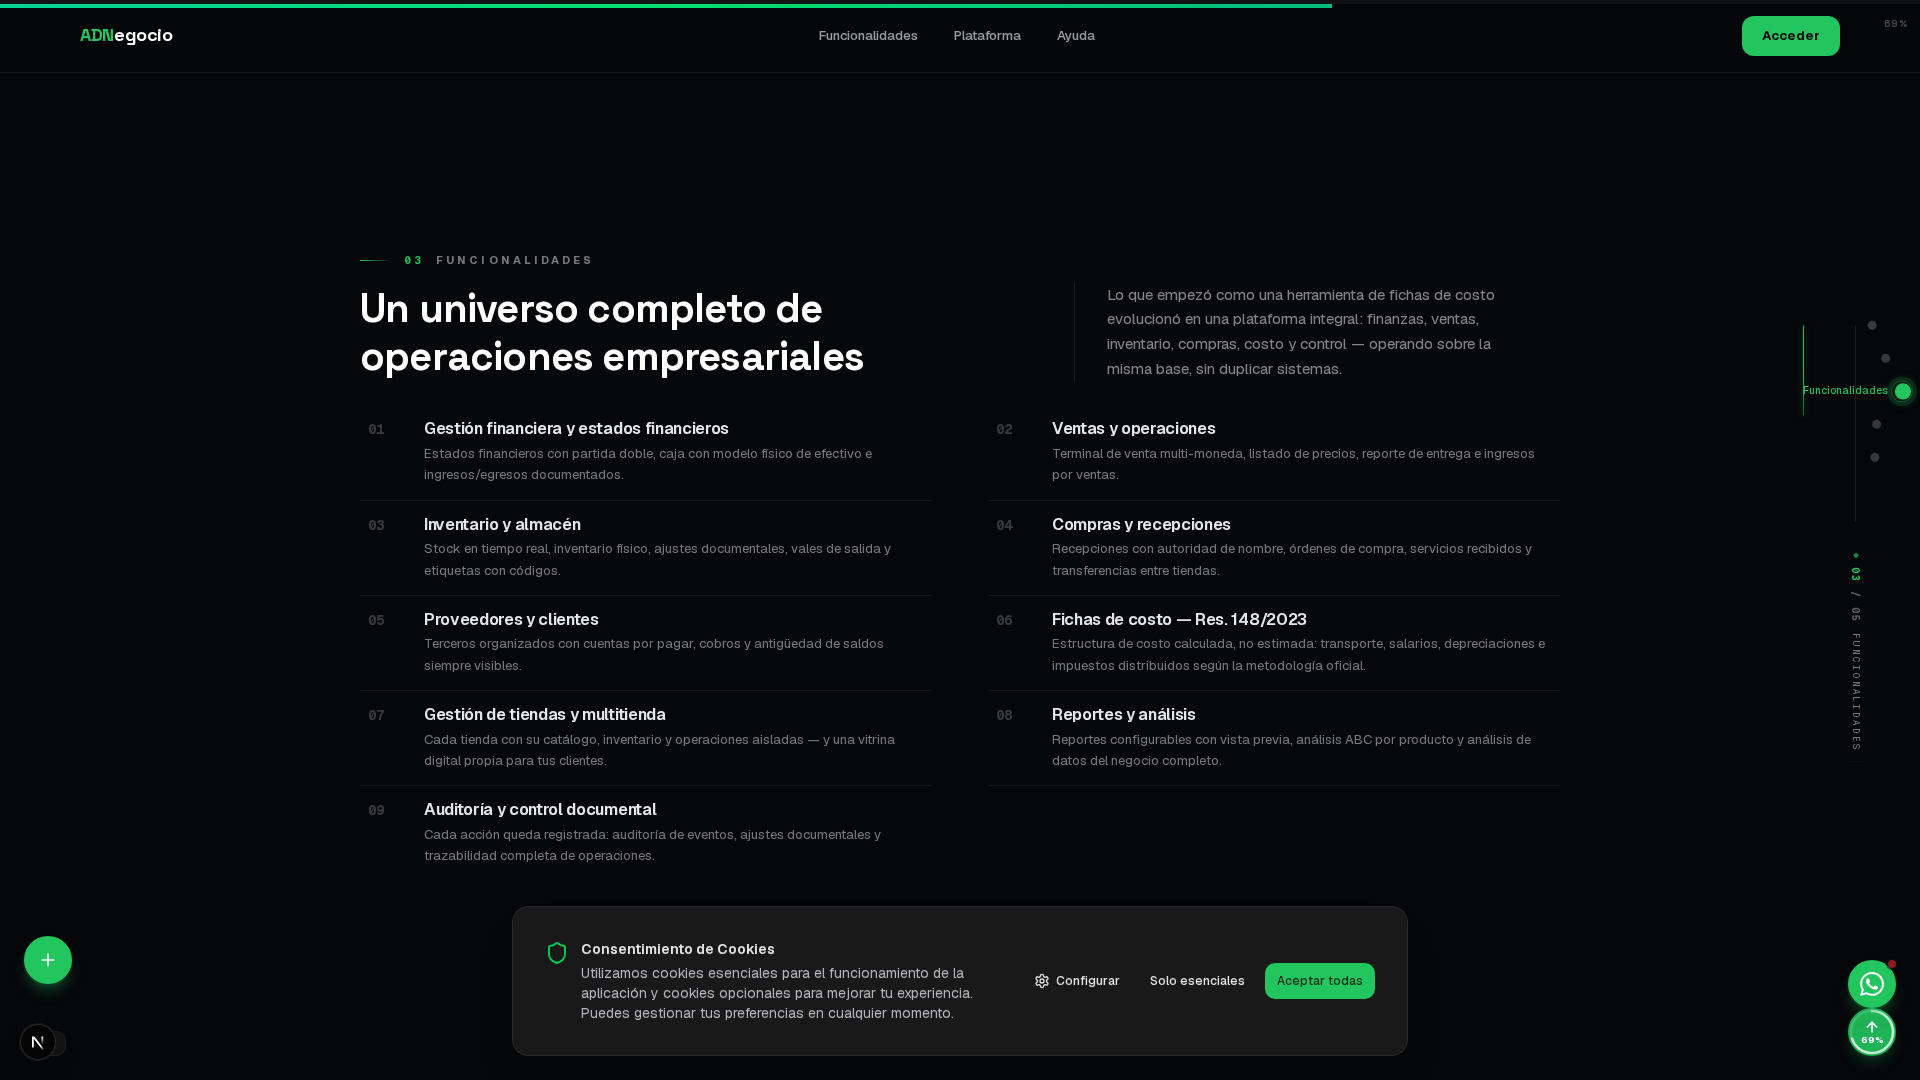 ADNegocio
Funcionalidades
Plataforma
Ayuda
Acceder
69%
03 FUNCIONALIDADES
Un universo completo de
operaciones empresariales
Lo que empezó como una herramienta de fichas de costo
evolucionó en una plataforma integral: finanzas, ventas,
inventario, compras, costo y control — operando sobre la
misma base, sin duplicar sistemas.
01
Gestión financiera y estados financieros
Estados financieros con partida doble, caja con modelo físico de efectivo e
ingresos/egresos documentados.
02
Ventas y operaciones
Terminal de venta multi-moneda, listado de precios, reporte de entrega e ingresos
por ventas.
03
Inventario y almacén
Stock en tiempo real, inventario físico, ajustes documentales, vales de salida y
etiquetas con códigos.
04
Compras y recepciones
Recepciones con autoridad de nombre, órdenes de compra, servicios recibidos y
transferencias entre tiendas.
05
Proveedores y clientes
Terceros organizados con cuentas por pagar, cobros y antigüedad de saldos
siempre visibles.
06
Fichas de costo — Res. 148/2023
Estructura de costo calculada, no estimada: transporte, salarios, depreciaciones e
impuestos distribuidos según la metodología oficial.
07
Gestión de tiendas y multitienda
Cada tienda con su catálogo, inventario y operaciones aisladas — y una vitrina
digital propia para tus clientes.
08
Reportes y análisis
Reportes configurables con vista previa, análisis ABC por producto y análisis de
datos del negocio completo.
09
Auditoría y control documental
Cada acción queda registrada: auditoría de eventos, ajustes documentales y
trazabilidad completa de operaciones.
Funcionalidades
03 / 05 FUNCIONALIDADES
Consentimiento de Cookies
Utilizamos cookies esenciales para el funcionamiento de la
aplicación y cookies opcionales para mejorar tu experiencia.
Puedes gestionar tus preferencias en cualquier momento.
Configurar
Solo esenciales
Aceptar todas
N
69%